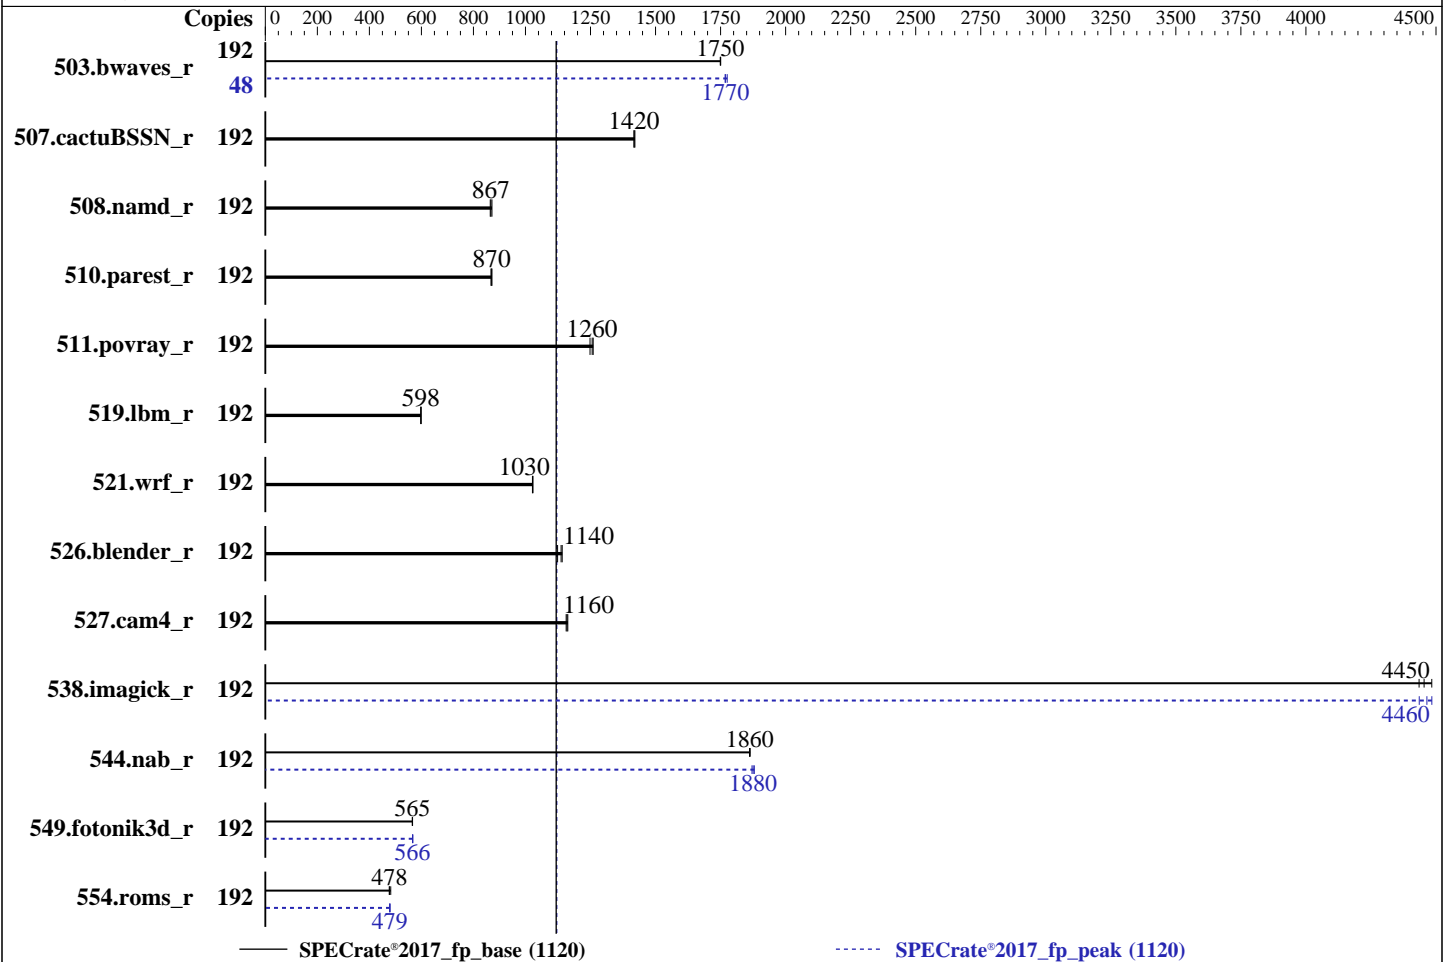 Copies 0 200 400 600 800 1000 1250 1500 1750 2000 2250 2500 2750 3000 3250 3500 3750 4000 4500
503.bwaves_r 192 1750
48 1770
507.cactuBSSN_r 192 1420
508.namd_r 192 867
510.parest_r 192 870
511.povray_r 192 1260
519.lbm_r 192 598
521.wrf_r 192 1030
526.blender_r 192 1140
527.cam4_r 192 1160
538.imagick_r 192 4450
4460
544.nab_r 192 1860
1880
549.fotonik3d_r 192 565
566
554.roms_r 192 478
479
SPECrate®2017_fp_base (1120) SPECrate®2017_fp_peak (1120)